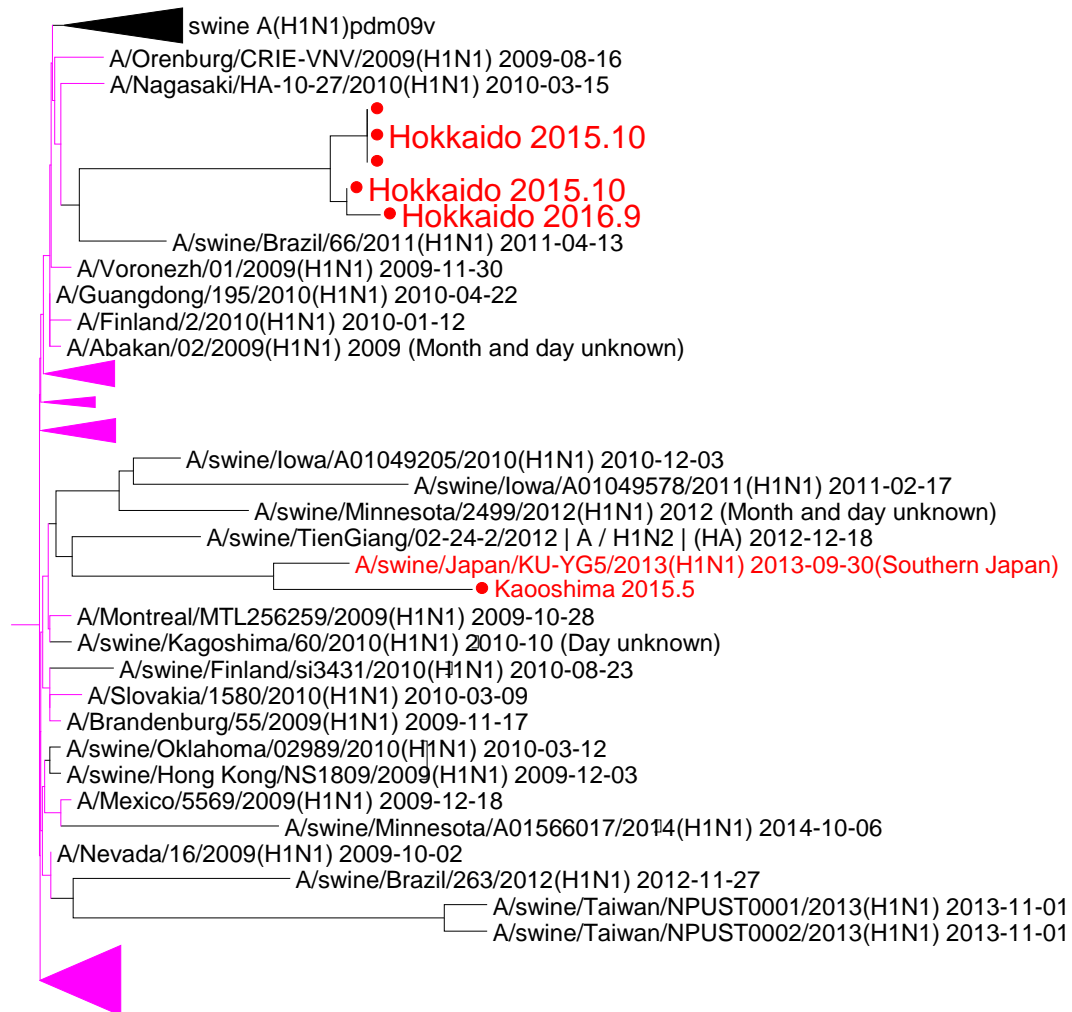 swine A(H1N1)pdm09v
A/Orenburg/CRIE-VNV/2009(H1N1) 2009-08-16
A/Nagasaki/HA-10-27/2010(H1N1) 2010-03-15
Hokkaido 2015.10
Hokkaido 2015.10
Hokkaido 2016.9
A/swine/Brazil/66/2011(H1N1) 2011-04-13
A/Voronezh/01/2009(H1N1) 2009-11-30
A/Guangdong/195/2010(H1N1) 2010-04-22
A/Finland/2/2010(H1N1) 2010-01-12
A/Abakan/02/2009(H1N1) 2009 (Month and day unknown)
A/swine/Iowa/A01049205/2010(H1N1) 2010-12-03
A/swine/Iowa/A01049578/2011(H1N1) 2011-02-17
A/swine/Minnesota/2499/2012(H1N1) 2012 (Month and day unknown)
A/swine/TienGiang/02-24-2/2012 | A / H1N2 | (HA) 2012-12-18
A/swine/Japan/KU-YG5/2013(H1N1) 2013-09-30(Southern Japan)
Kaooshima 2015.5
A/Montreal/MTL256259/2009(H1N1) 2009-10-28
A/swine/Kagoshima/60/2010(H1N1) 2010-10 (Day unknown)
A/swine/Finland/si3431/2010(H1N1) 2010-08-23
A/Slovakia/1580/2010(H1N1) 2010-03-09
A/Brandenburg/55/2009(H1N1) 2009-11-17
A/swine/Oklahoma/02989/2010(H1N1) 2010-03-12
A/swine/Hong Kong/NS1809/2009(H1N1) 2009-12-03
A/Mexico/5569/2009(H1N1) 2009-12-18
A/swine/Minnesota/A01566017/2014(H1N1) 2014-10-06
A/Nevada/16/2009(H1N1) 2009-10-02
A/swine/Brazil/263/2012(H1N1) 2012-11-27
A/swine/Taiwan/NPUST0001/2013(H1N1) 2013-11-01
A/swine/Taiwan/NPUST0002/2013(H1N1) 2013-11-01